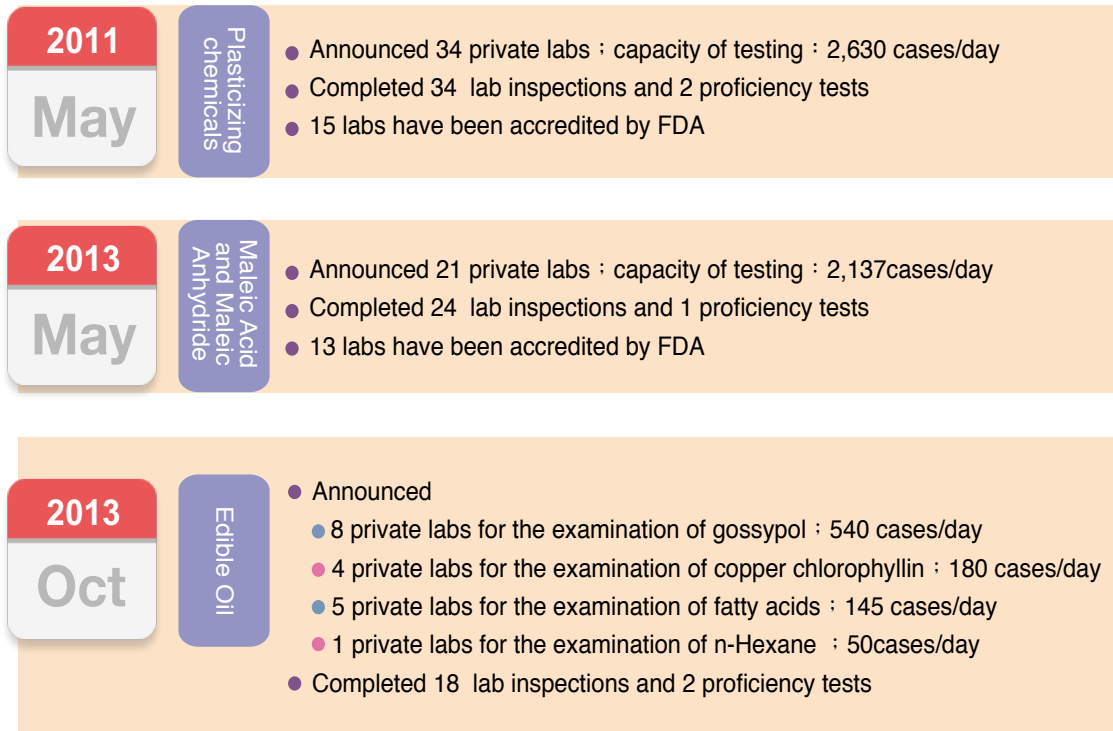 2011
May
Plasticizing
chemicals
Announced 34 private labs；capacity of testing：2,630 cases/day
Completed 34 lab inspections and 2 proficiency tests
15 labs have been accredited by FDA
2013
May
Maleic Acid
and Maleic
Anhydride
Announced 21 private labs；capacity of testing：2,137cases/day
Completed 24 lab inspections and 1 proficiency tests
13 labs have been accredited by FDA
2013
Oct
Edible Oil
Announced
8 private labs for the examination of gossypol；540 cases/day
4 private labs for the examination of copper chlorophyllin；180 cases/day
5 private labs for the examination of fatty acids；145 cases/day
1 private labs for the examination of n-Hexane ；50cases/day
Completed 18 lab inspections and 2 proficiency tests